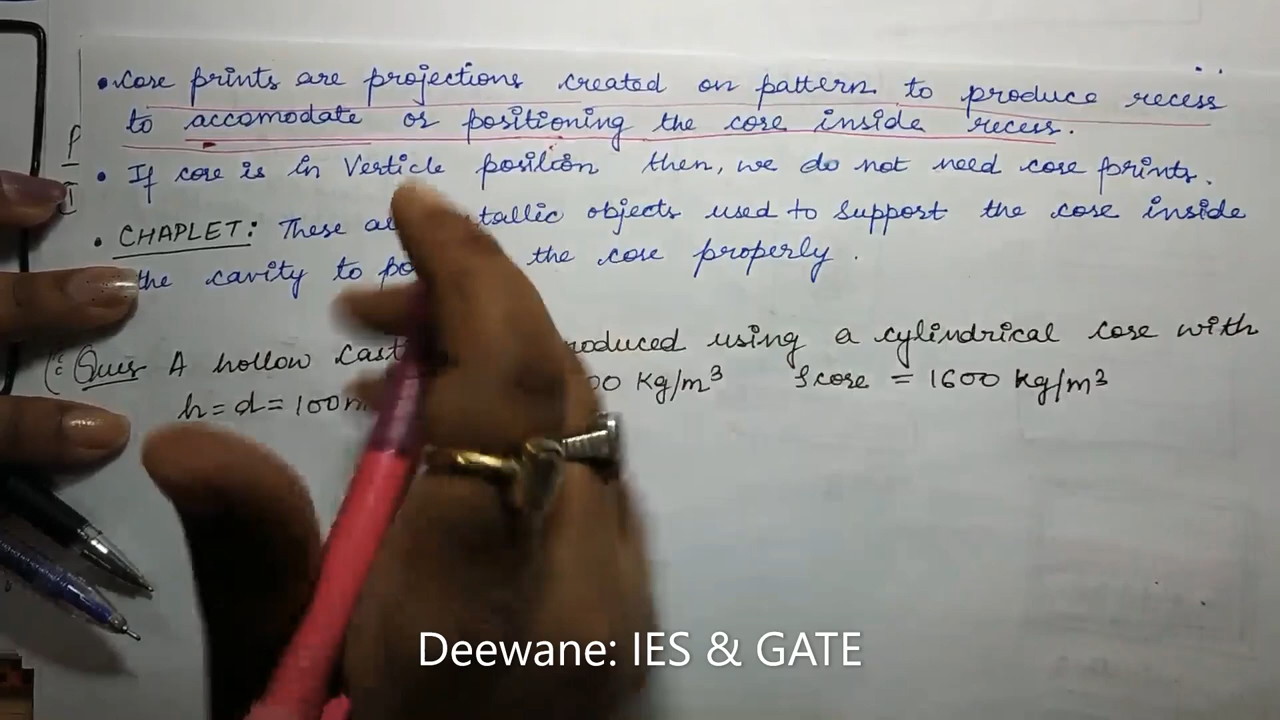 • Core prints are projections created on pattern to produce recess
to accomodate or positioning the core inside recess.
• If core is in Verticle position then, we do not need core prints.
• CHAPLET: These tallic objects used to support the core inside
the cavity to the core properly.
Ques A hollow cast roduced using a cylindrical core with
h = d = 100 00 Kg/m³ ρcore = 1600 Kg/m³
Deewane: IES & GATE